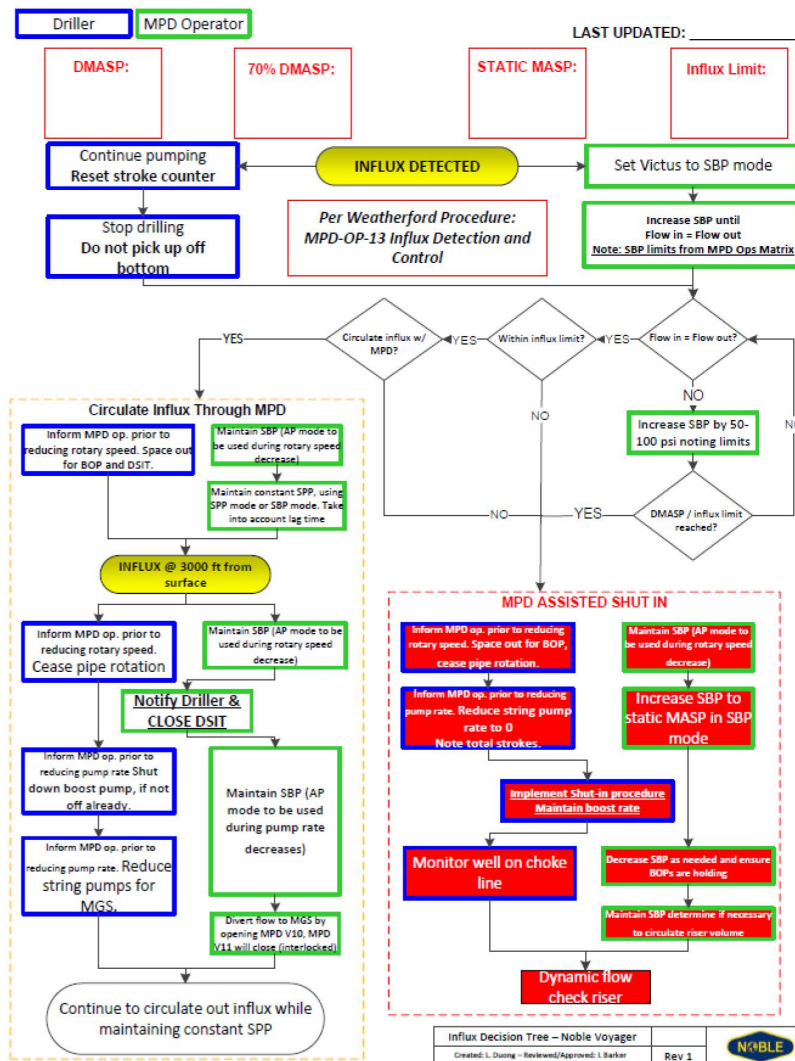 Driller
MPD Operator
LAST UPDATED:
DMASP:
70% DMASP:
STATIC MASP:
Influx Limit:
Continue pumping
Reset stroke counter
INFLUX DETECTED
Set Victus to SBP mode
Stop drilling
Do not pick up off
bottom
Per Weatherford Procedure:
MPD-OP-13 Influx Detection and
Control
Increase SBP until
Flow in = Flow out
Note: SBP limits from MPD Ops Matrix
YES
Circulate influx w/
MPD?
YES
Within influx limit?
YES
Flow in = Flow out?
NO
NO
NO
Increase SBP by 50-
100 psi noting limits
NO
YES
DMASP / influx limit
reached?
Circulate Influx Through MPD
Inform MPD op. prior to
reducing rotary speed. Space out
for BOP and DSIT.
Maintain SBP (AP mode to
be used during rotary speed
decrease)
Maintain constant SPP, using
SPP mode or SBP mode. Take
into account lag time
INFLUX @ 3000 ft from
surface
Inform MPD op. prior to
reducing rotary speed.
Cease pipe rotation
Maintain SBP (AP mode to be
used during rotary speed
decrease)
Notify Driller &
CLOSE DSIT
Inform MPD op. prior to
reducing pump rate Shut
down boost pump, if not
off already.
Maintain SBP (AP
mode to be used
during pump rate
decreases)
Inform MPD op. prior to
reducing pump rate. Reduce
string pumps for
MGS.
Divert flow to MGS by
opening MPD V10, MPD
V11 will close (interlocked)
Continue to circulate out influx while
maintaining constant SPP
MPD ASSISTED SHUT IN
Inform MPD op. prior to reducing
rotary speed. Space out for BOP,
cease pipe rotation.
Maintain SBP (AP mode to
be used during rotary speed
decrease)
Inform MPD op. prior to reducing
pump rate. Reduce string pump
rate to 0
Note total strokes.
Increase SBP to
static MASP in SBP
mode
Implement Shut-in procedure
Maintain boost rate
Monitor well on choke
line
Decrease SBP as needed and ensure
BOPs are holding
Maintain SBP determine if necessary
to circulate riser volume
Dynamic flow
check riser
Influx Decision Tree – Noble Voyager
Created: L. Duong – Reviewed/Approved: I. Barker
Rev 1
NOBLE